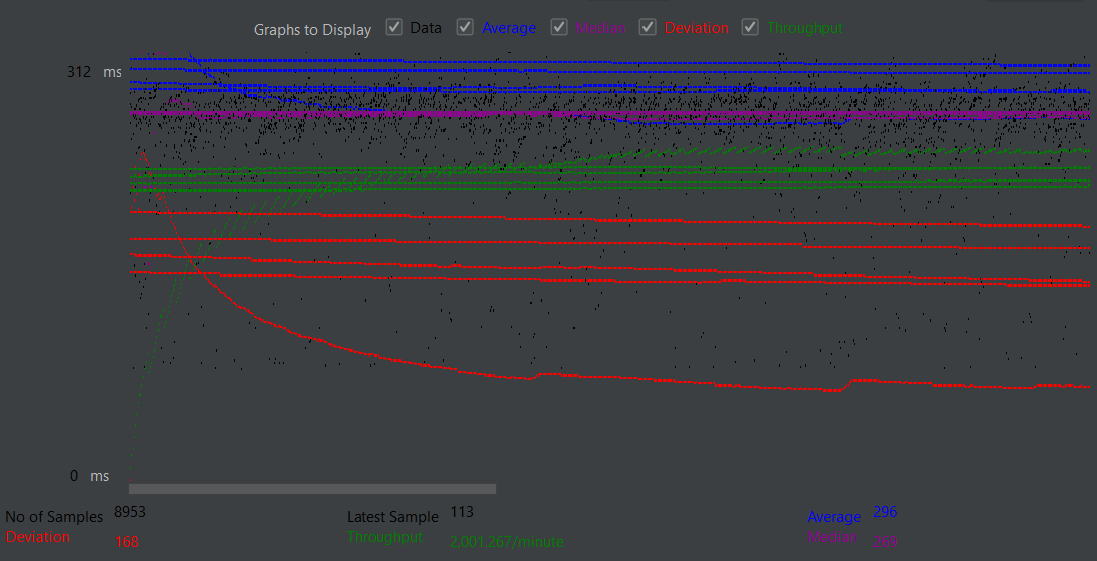 Graphs to Display Data Average Median Deviation Throughput
312 ms
0 ms
No of Samples 8953 Latest Sample 113 Average 296
Deviation 168 Throughput 2,001.267/minute Median 269